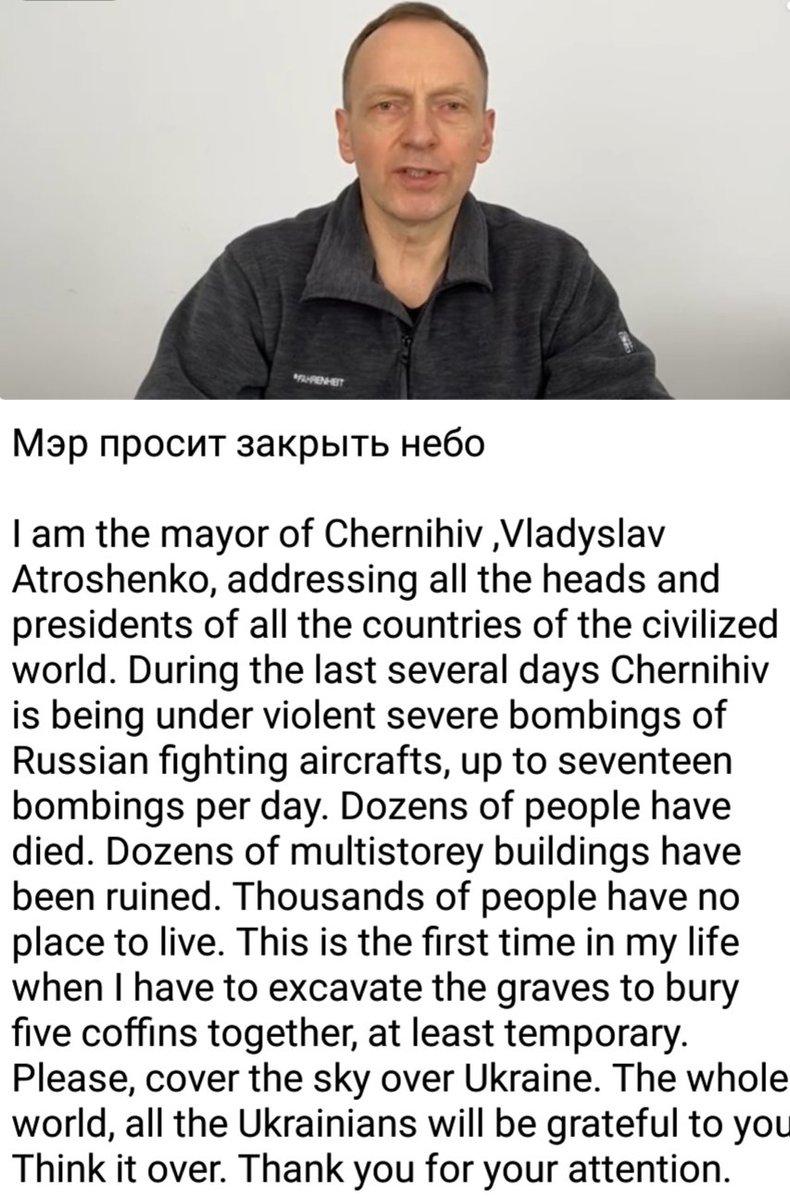 FAHRENHEIT
Мэр просит закрыть небо
I am the mayor of Chernihiv ,Vladyslav
Atroshenko, addressing all the heads and
presidents of all the countries of the civilized
world. During the last several days Chernihiv
is being under violent severe bombings of
Russian fighting aircrafts, up to seventeen
bombings per day. Dozens of people have
died. Dozens of multistorey buildings have
been ruined. Thousands of people have no
place to live. This is the first time in my life
when I have to excavate the graves to bury
five coffins together, at least temporary.
Please, cover the sky over Ukraine. The whole
world, all the Ukrainians will be grateful to you
Think it over. Thank you for your attention.